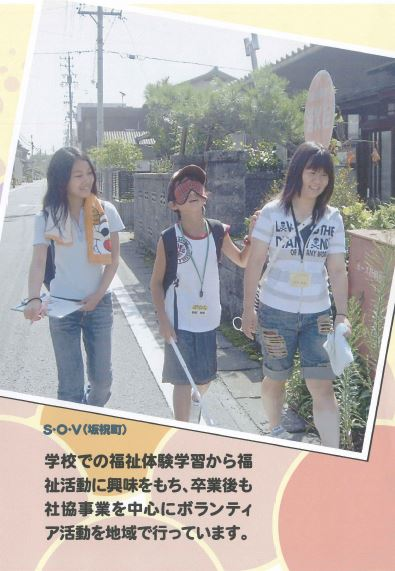 S・O・V(坂祝町)
学校での福祉体験学習から福
祉活動に興味をもち、卒業後も
社協事業を中心にボランティ
ア活動を地域で行っています。